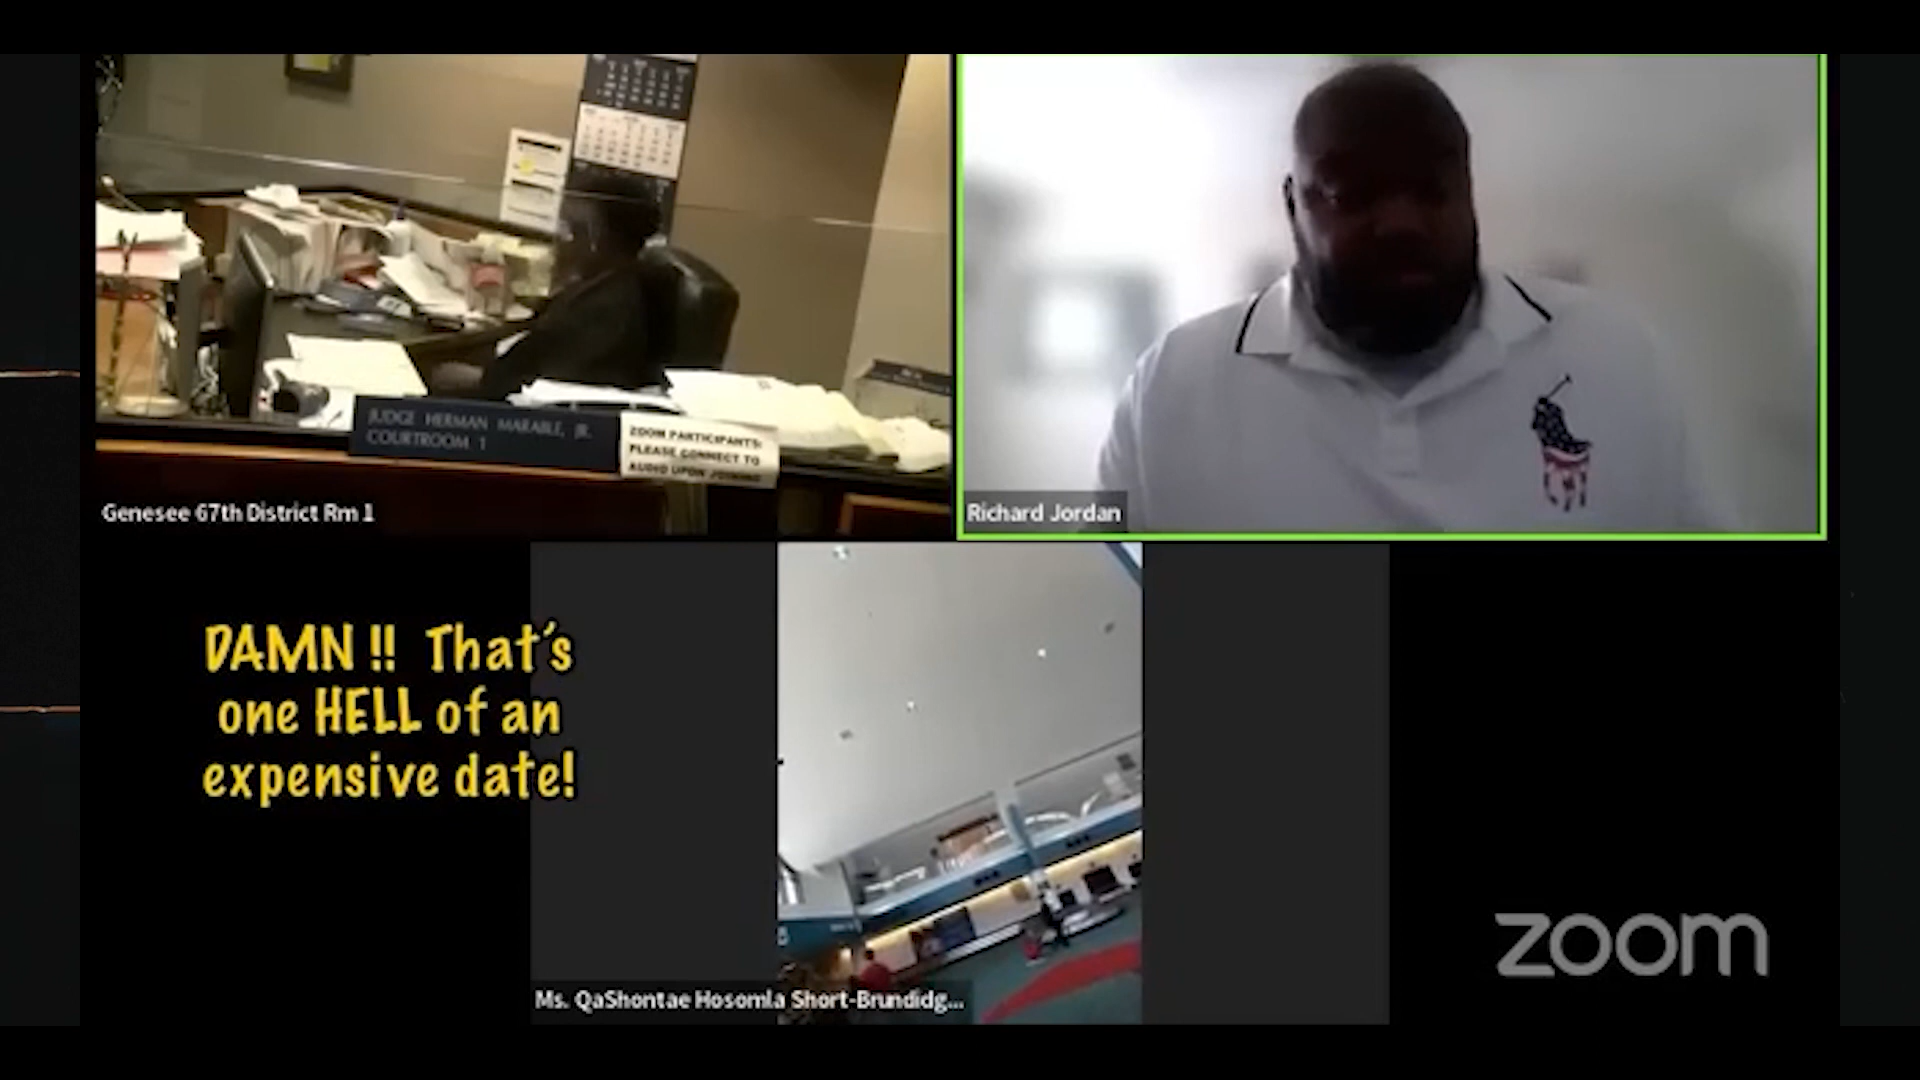 JUDGE HERMAN MARABLE, JR.
COURTROOM 1
ZOOM PARTICIPANTS:
PLEASE CONNECT TO
AUDIO UPON JOINING
Genesee 67th District Rm 1
Richard Jordan
DAMN !! That's
one HELL of an
expensive date!
Ms. QaShontae Hosomla Short-Brundidg...
zoom